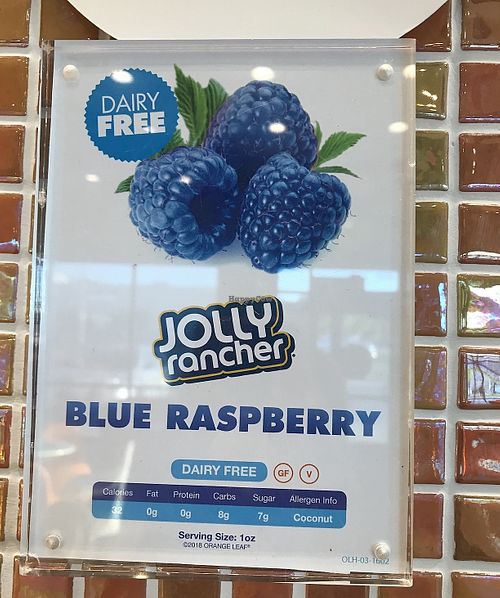 DAIRY
FREE
HappyCow
JOLLY
rancher
BLUE RASPBERRY
DAIRY FREE GF V
Calories Fat Protein Carbs Sugar Allergen Info
32 0g 0g 8g 7g Coconut
Serving Size: 1oz
©2018 ORANGE LEAF®
OLH-03-1602